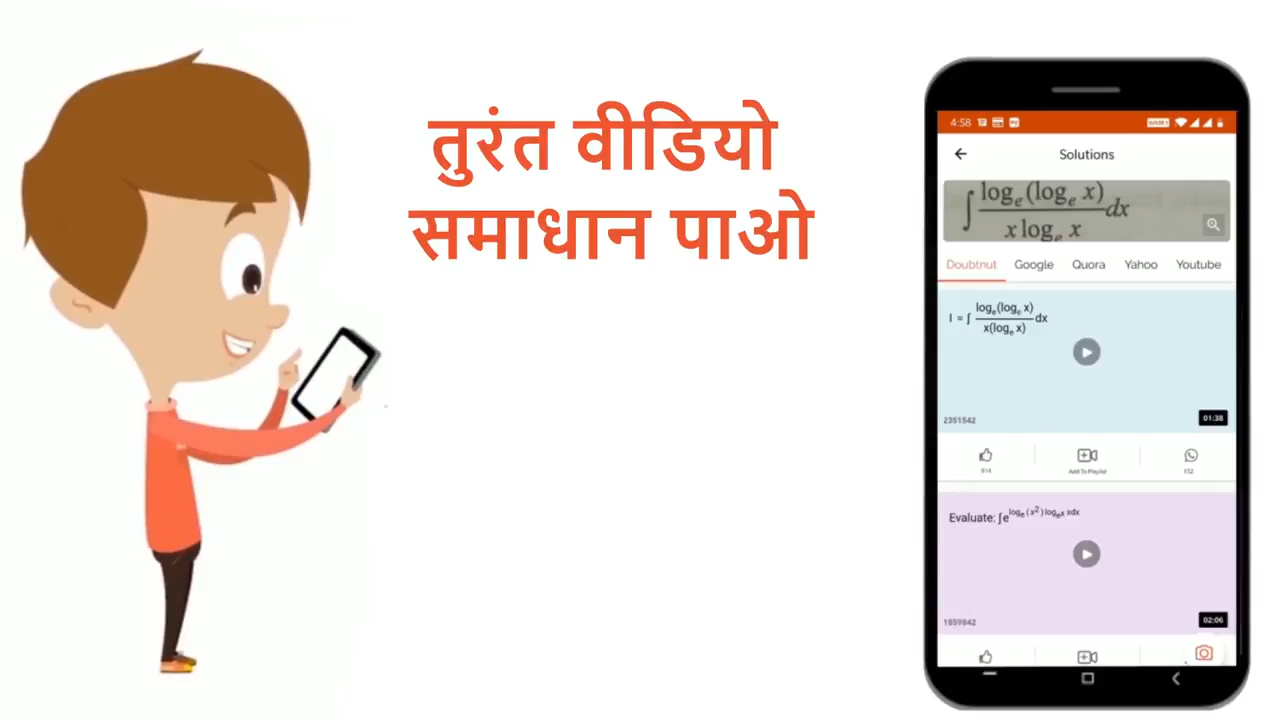 तुरंत वीडियो
समाधान पाओ
4:58
Solutions
∫ logₑ(logₑ x) / x logₑ x dx
Doubtnut Google Quora Yahoo Youtube
I = ∫ logₑ(logₑ x) / x(logₑ x) dx
2351542 01:38
914 Add To Playlist 152
Evaluate: ∫e^logₑ(x²) logₑx xdx
1859842 02:06